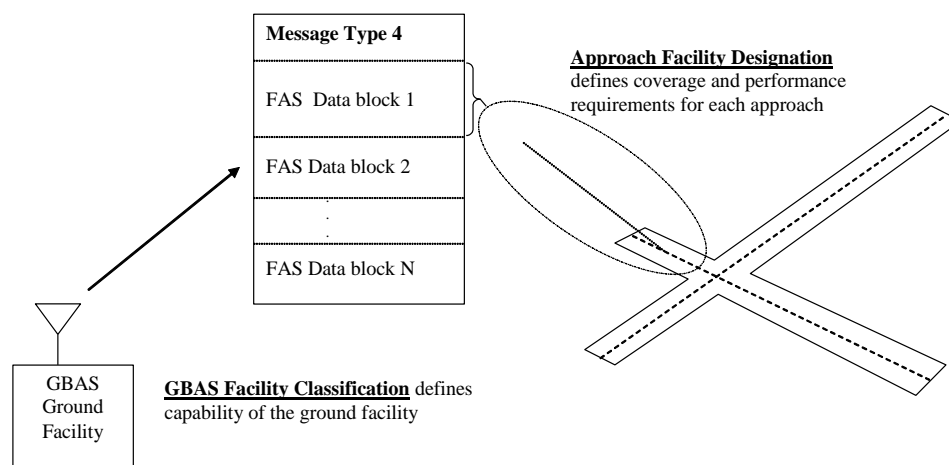 Message Type 4
FAS Data block 1
FAS Data block 2
.
.
.
FAS Data block N
Approach Facility Designation
defines coverage and performance
requirements for each approach
GBAS
Ground
Facility
GBAS Facility Classification defines
capability of the ground facility